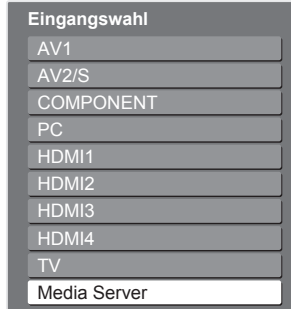 Eingangswahl
AV1
AV2/S
COMPONENT
PC
HDMI1
HDMI2
HDMI3
HDMI4
TV
Media Server